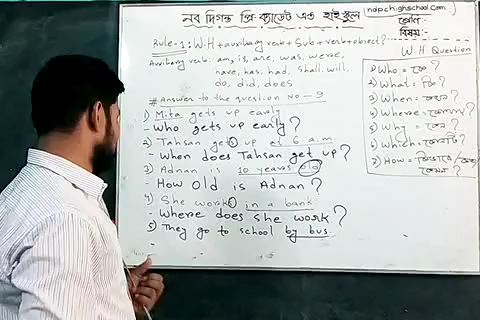 নব দিগন্ত প্রি-ক্যাডেট এন্ড হাই স্কুল
ndpchighschool.com
শ্রেণি:-
বিষয়:-
Rule-1: W.H + auxiliary verb + Sub + verb + object?
Auxiliary verb: am, is, are, was, were,
have, has, had, shall, will,
do, did, does
# Answer to the question No - 9
1) Mita gets up early
- Who gets up early?
2) Tahsan gets up at 6 a.m.
- When does Tahsan get up?
3) Adnan is 10 years old
- How old is Adnan?
4) She works in a bank
- Where does she work?
5) They go to school by bus.
-
W.H Question
1) Who = কে
2) What = কি
3) When = কখন
4) Where = কোথায়
5) Why = কেন
6) Which = কোনটি
7) How = কিভাবে/
কেমন?